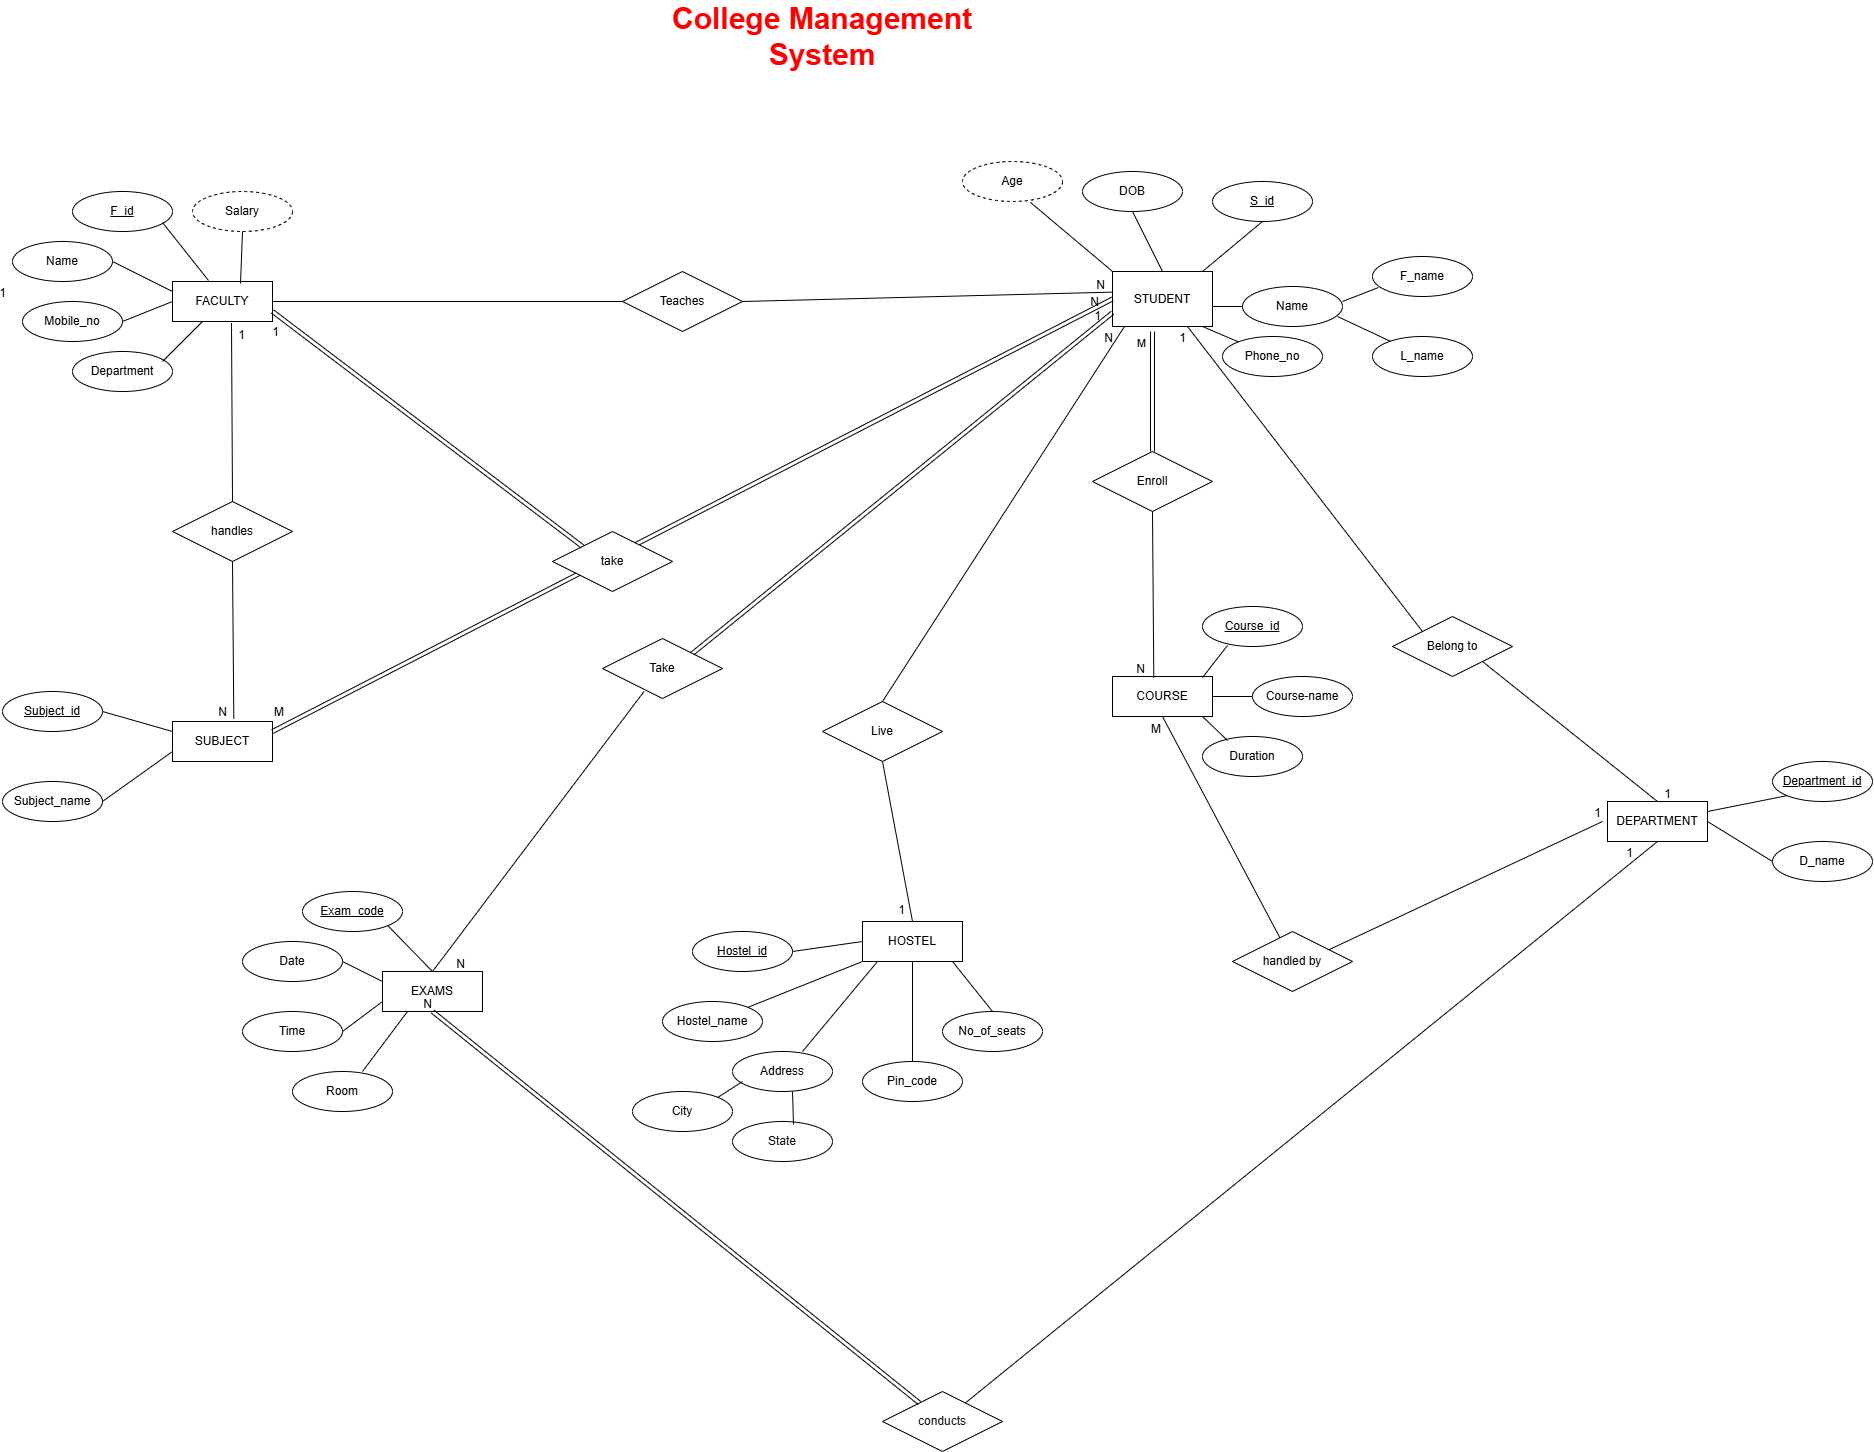 College Management
System
Age
DOB
S_id
F_id
Salary
Name
F_name
1
FACULTY
Teaches
N
N
1
STUDENT
Name
Mobile_no
1
1
N
M
1
Phone_no
L_name
Department
Enroll
handles
take
Course_id
Take
Belong to
N
COURSE
Course-name
Subject_id
N
M
SUBJECT
Live
M
Duration
Department_id
Subject_name
1
1
DEPARTMENT
1
D_name
Exam_code
1
HOSTEL
Hostel_id
Date
N
EXAMS
N
handled by
Time
Hostel_name
No_of_seats
Room
Address
Pin_code
City
State
conducts